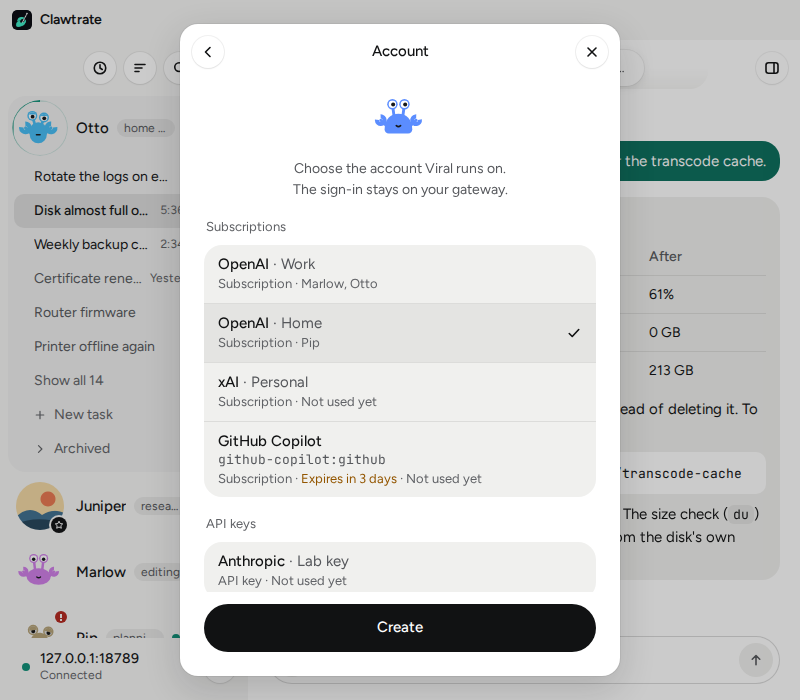 Clawtrate
Account
Otto
home ...
Rotate the logs on e...
Disk almost full o...
Weekly backup c...
Certificate rene...
Router firmware
Printer offline again
Show all 14
+ New task
> Archived
Juniper
Marlow
editing
127.0.0.1:18789
Connected
Choose the account Viral runs on.
The sign-in stays on your gateway.
Subscriptions
OpenAI · Work
Subscription · Marlow, Otto
OpenAI · Home
Subscription · Pip
xAI · Personal
Subscription · Not used yet
GitHub Copilot
github-copilot:github
Subscription · Expires in 3 days · Not used yet
API keys
Anthropic · Lab key
API key · Not used yet
Create
the transcode cache.
After
61%
0 GB
213 GB
of deleting it. To
transcode-cache
The size check ( du )
the disk's own